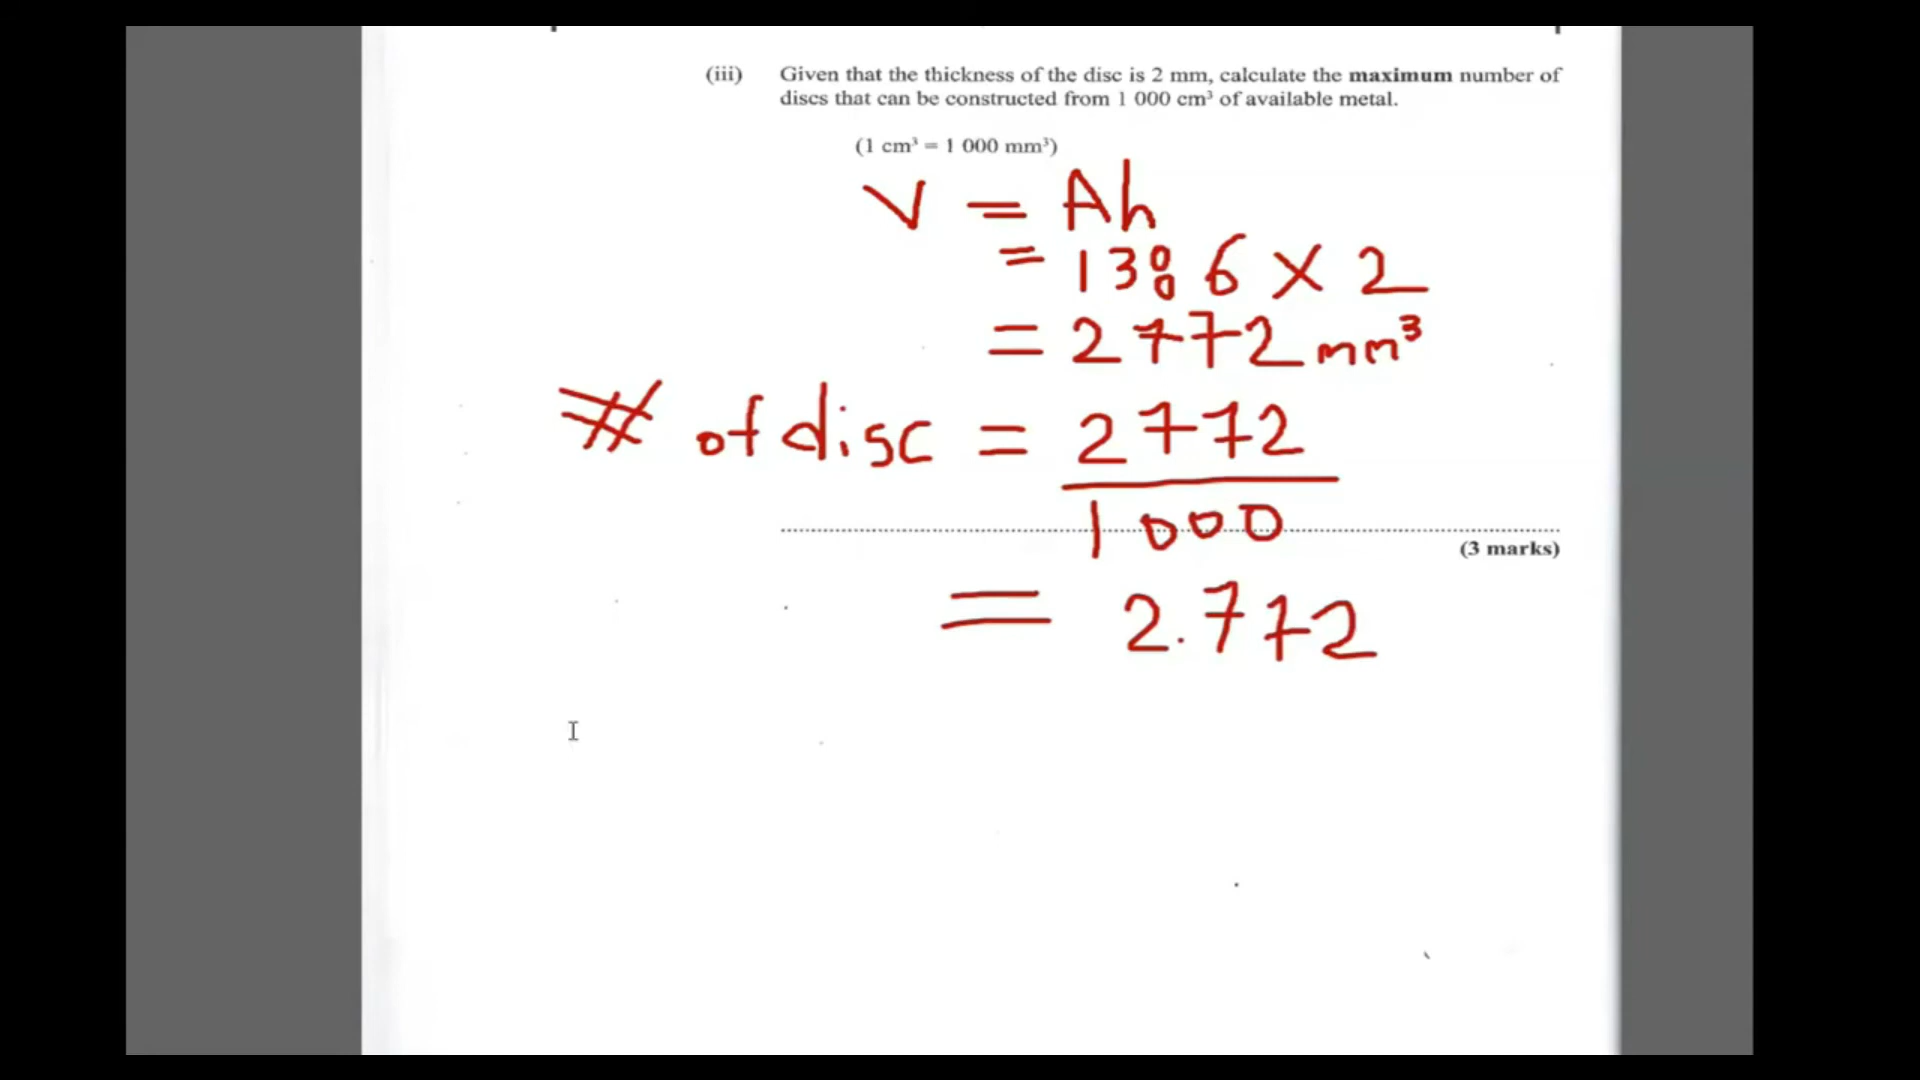 (iii) Given that the thickness of the disc is 2 mm, calculate the maximum number of
discs that can be constructed from 1 000 cm³ of available metal.
(1 cm³ = 1 000 mm³)
V = Ah
= 1386 × 2
= 2772 mm³
# of disc = 2772
1000
(3 marks)
= 2.772